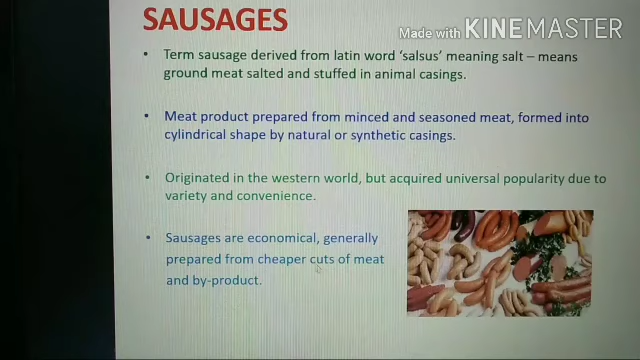 SAUSAGES
Made with KINEMASTER
• Term sausage derived from latin word ‘salsus’ meaning salt – means
ground meat salted and stuffed in animal casings.
• Meat product prepared from minced and seasoned meat, formed into
cylindrical shape by natural or synthetic casings.
• Originated in the western world, but acquired universal popularity due to
variety and convenience.
• Sausages are economical, generally
prepared from cheaper cuts of meat
and by-product.